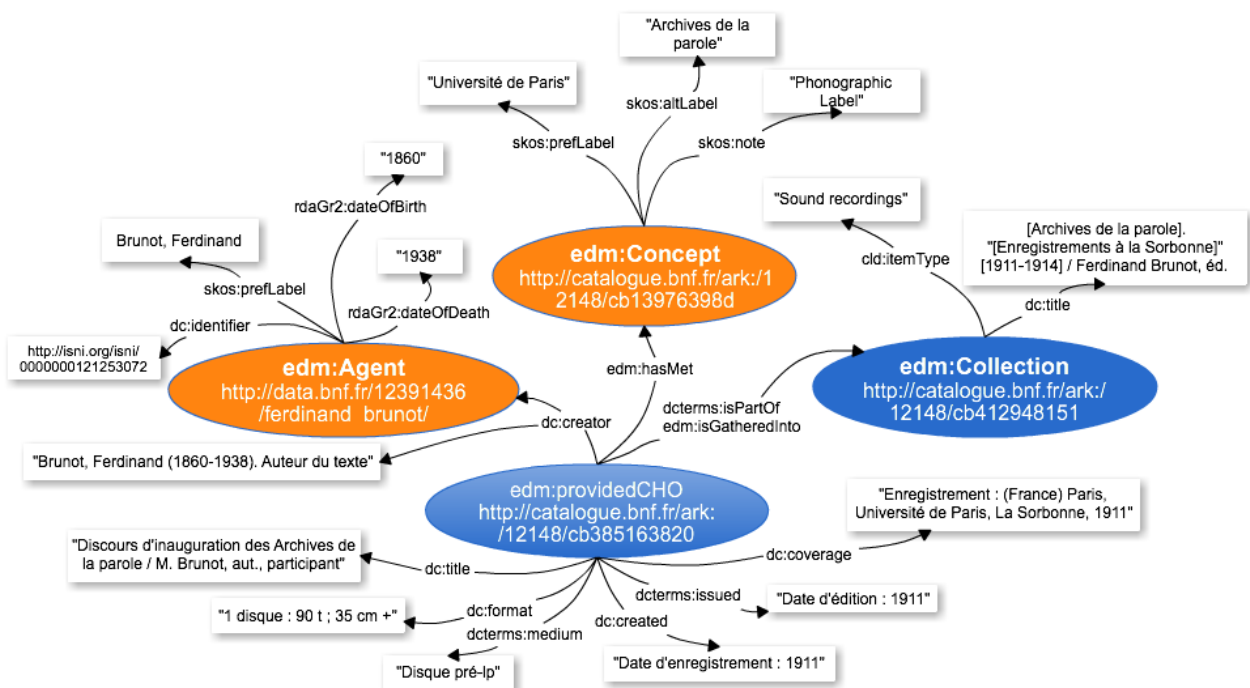 "Archives de la
parole"
"Université de Paris"
"Phonographic
Label"
skos:altLabel
skos:prefLabel
skos:note
"1860"
rdaGr2:dateOfBirth
"Sound recordings"
[Archives de la parole].
"[Enregistrements à la Sorbonne]"
[1911-1914] / Ferdinand Brunot, éd.
Brunot, Ferdinand
"1938"
edm:Concept
http://catalogue.bnf.fr/ark:/1
2148/cb13976398d
cld:itemType
skos:prefLabel
rdaGr2:dateOfDeath
dc:title
dc:identifier
http://isni.org/isni/
0000000121253072
edm:Agent
http://data.bnf.fr/12391436
/ferdinand_brunot/
edm:hasMet
edm:Collection
http://catalogue.bnf.fr/ark:/
12148/cb412948151
dcterms:isPartOf
edm:isGatheredInto
dc:creator
"Brunot, Ferdinand (1860-1938). Auteur du texte"
edm:providedCHO
http://catalogue.bnf.fr/ark:
/12148/cb385163820
"Enregistrement : (France) Paris,
Université de Paris, La Sorbonne, 1911"
"Discours d'inauguration des Archives de
la parole / M. Brunot, aut., participant"
dc:title
dc:coverage
"1 disque : 90 t ; 35 cm +"
dc:format
dcterms:medium
dcterms:issued
"Date d'édition : 1911"
dc:created
"Disque pré-lp"
"Date d'enregistrement : 1911"